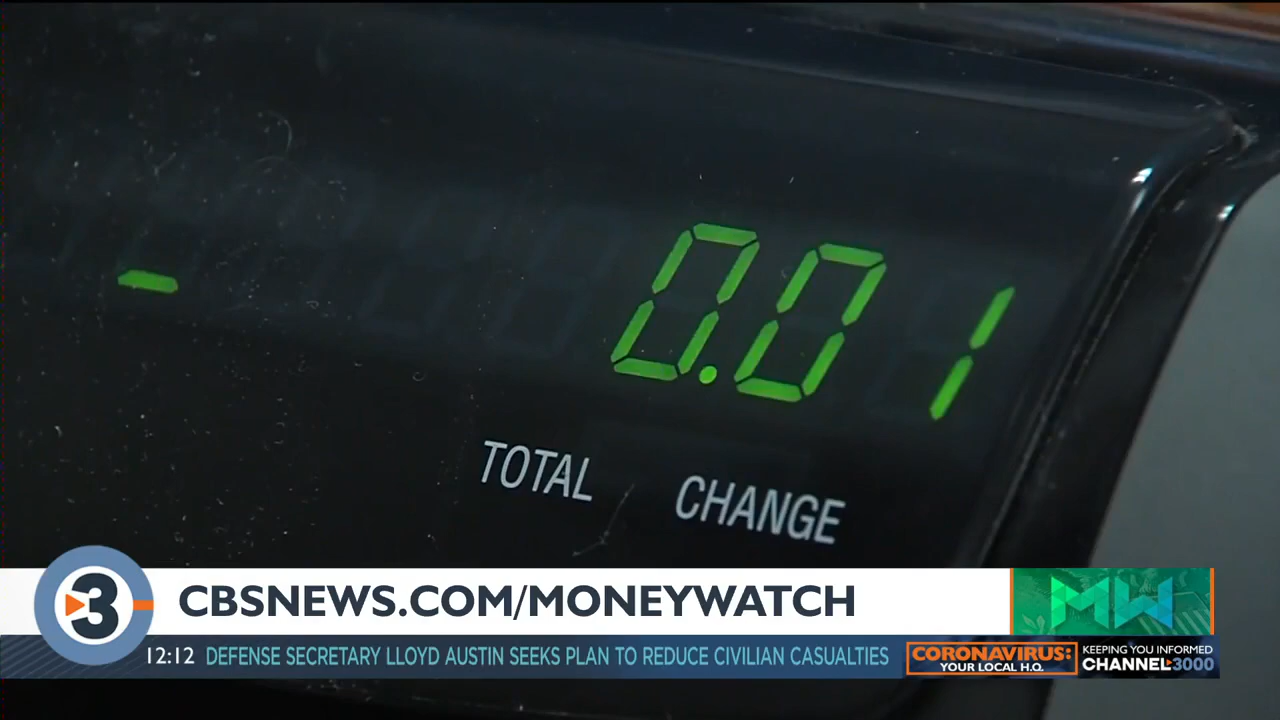 - 0.01
TOTAL CHANGE
3
CBSNEWS.COM/MONEYWATCH
MW
12:12 DEFENSE SECRETARY LLOYD AUSTIN SEEKS PLAN TO REDUCE CIVILIAN CASUALTIES
CORONAVIRUS:
YOUR LOCAL H.Q.
KEEPING YOU INFORMED
CHANNEL3000